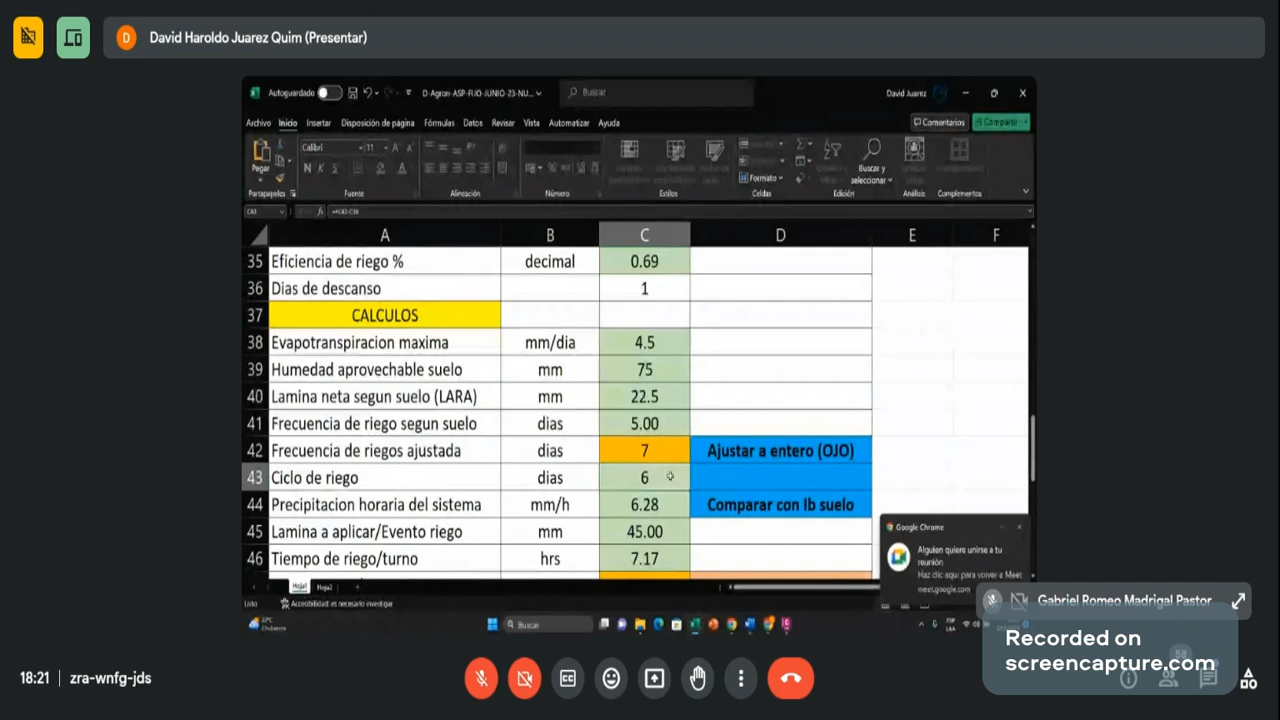 D David Haroldo Juarez Quim (Presentar)
Autoguardado D-Agron-ASP-FIJO-JUNIO-23-NU... Buscar David Juarez
Archivo Inicio Insertar Disposición de página Fórmulas Datos Revisar Vista Automatizar Ayuda Comentarios Compartir
Calibri 11
Pegar N K S Formato Buscar y seleccionar
Portapapeles Fuente Alineación Número Estilos Celdas Edición Análisis Complementos
A B C D E F
35 Eficiencia de riego % decimal 0.69
36 Dias de descanso 1
37 CALCULOS
38 Evapotranspiracion maxima mm/dia 4.5
39 Humedad aprovechable suelo mm 75
40 Lamina neta segun suelo (LARA) mm 22.5
41 Frecuencia de riego segun suelo dias 5.00
42 Frecuencia de riegos ajustada dias 7 Ajustar a entero (OJO)
43 Ciclo de riego dias 6
44 Precipitacion horaria del sistema mm/h 6.28 Comparar con Ib suelo
45 Lamina a aplicar/Evento riego mm 45.00
46 Tiempo de riego/turno hrs 7.17
Google Chrome
Alguien quiere unirse a tu
reunión
Haz clic aquí para volver a Meet
meet.google.com
Hoja1 Hoja2
Listo Accesibilidad: es necesario investigar
Gabriel Romeo Madrigal Pastor
Buscar
Recorded on
screencapture.com
18:21 zra-wnfg-jds
58